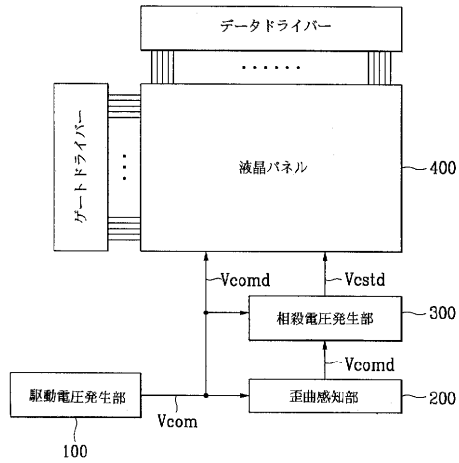 データドライバー
ゲートドライバー
液晶パネル
400
Vcomd
Vcstd
相殺電圧発生部
300
Vcomd
駆動電圧発生部
Vcom
歪曲感知部
200
100